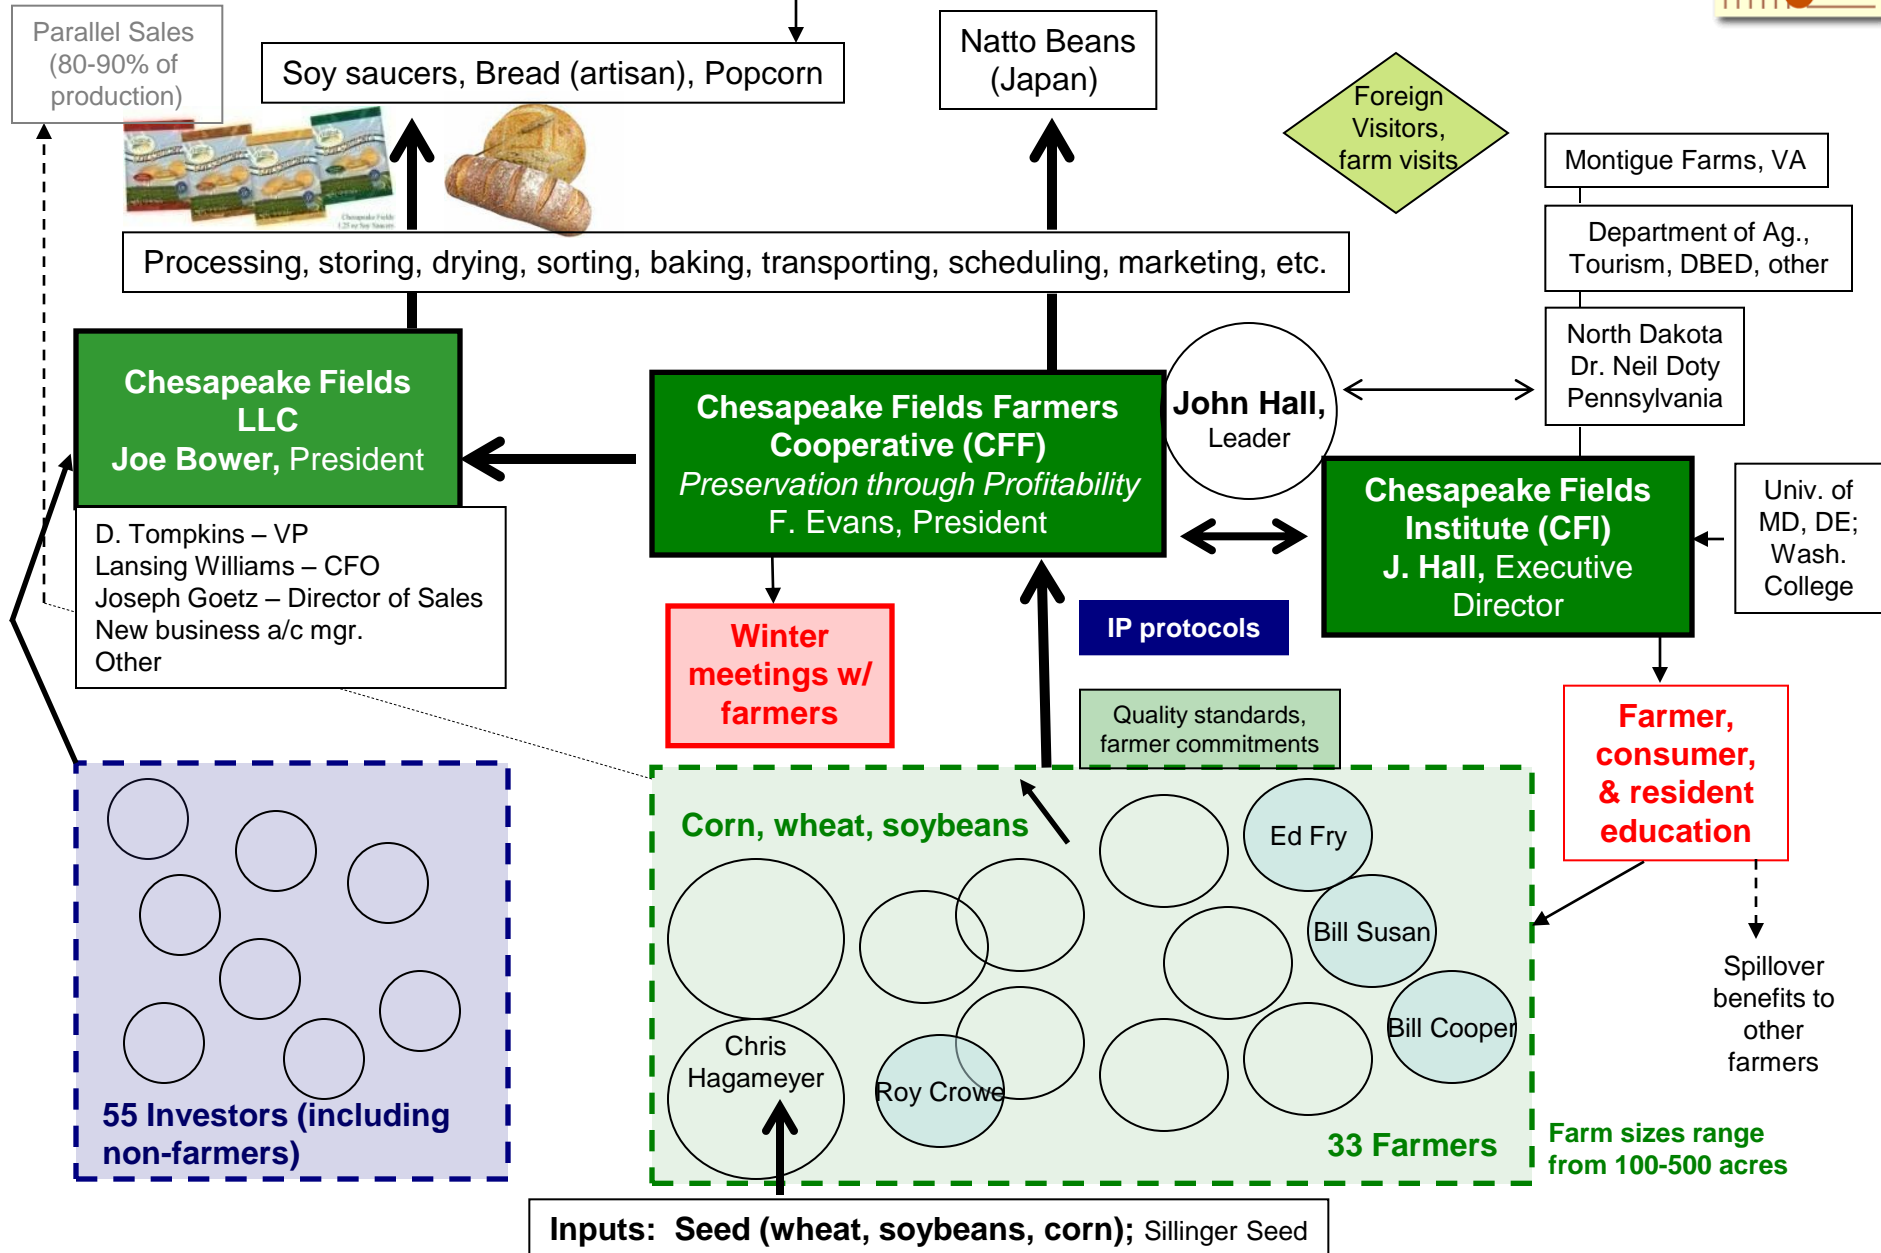 Parallel Sales
(80-90% of
production)
Soy saucers, Bread (artisan), Popcorn
Natto Beans
(Japan)
Foreign
Visitors,
farm visits
Montigue Farms, VA
Department of Ag.,
Tourism, DBED, other
North Dakota
Dr. Neil Doty
Pennsylvania
Chesapeake Fields
1.25 oz Soy Saucers
Processing, storing, drying, sorting, baking, transporting, scheduling, marketing, etc.
Chesapeake Fields
LLC
Joe Bower, President
D. Tompkins – VP
Lansing Williams – CFO
Joseph Goetz – Director of Sales
New business a/c mgr.
Other
Chesapeake Fields Farmers
Cooperative (CFF)
Preservation through Profitability
F. Evans, President
John Hall,
Leader
Chesapeake Fields
Institute (CFI)
J. Hall, Executive
Director
Univ. of
MD, DE;
Wash.
College
Winter
meetings w/
farmers
IP protocols
Quality standards,
farmer commitments
Farmer,
consumer,
& resident
education
Spillover
benefits to
other
farmers
55 Investors (including
non-farmers)
Corn, wheat, soybeans
Ed Fry
Bill Susan
Bill Cooper
Chris
Hagameyer
Roy Crowe
33 Farmers
Farm sizes range
from 100-500 acres
Inputs: Seed (wheat, soybeans, corn); Sillinger Seed